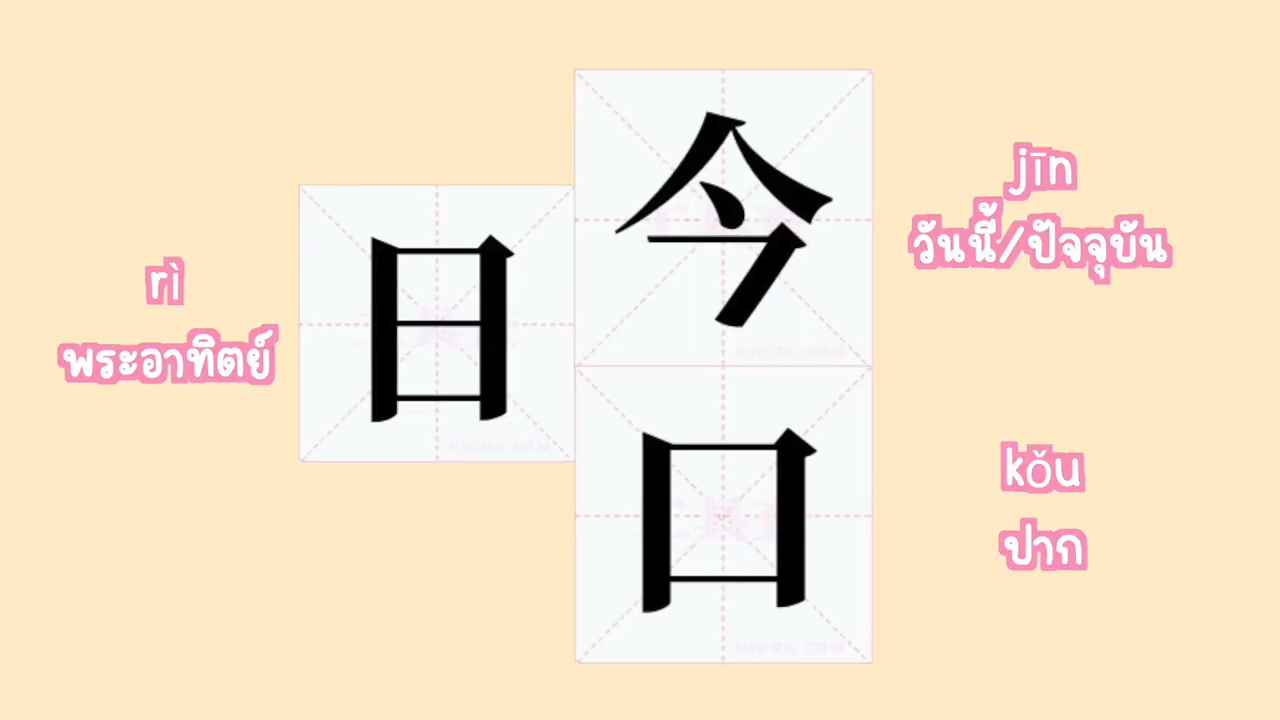 rì
พระอาทิตย์
日
今
jīn
วันนี้/ปัจจุบัน
口
kǒu
ปาก